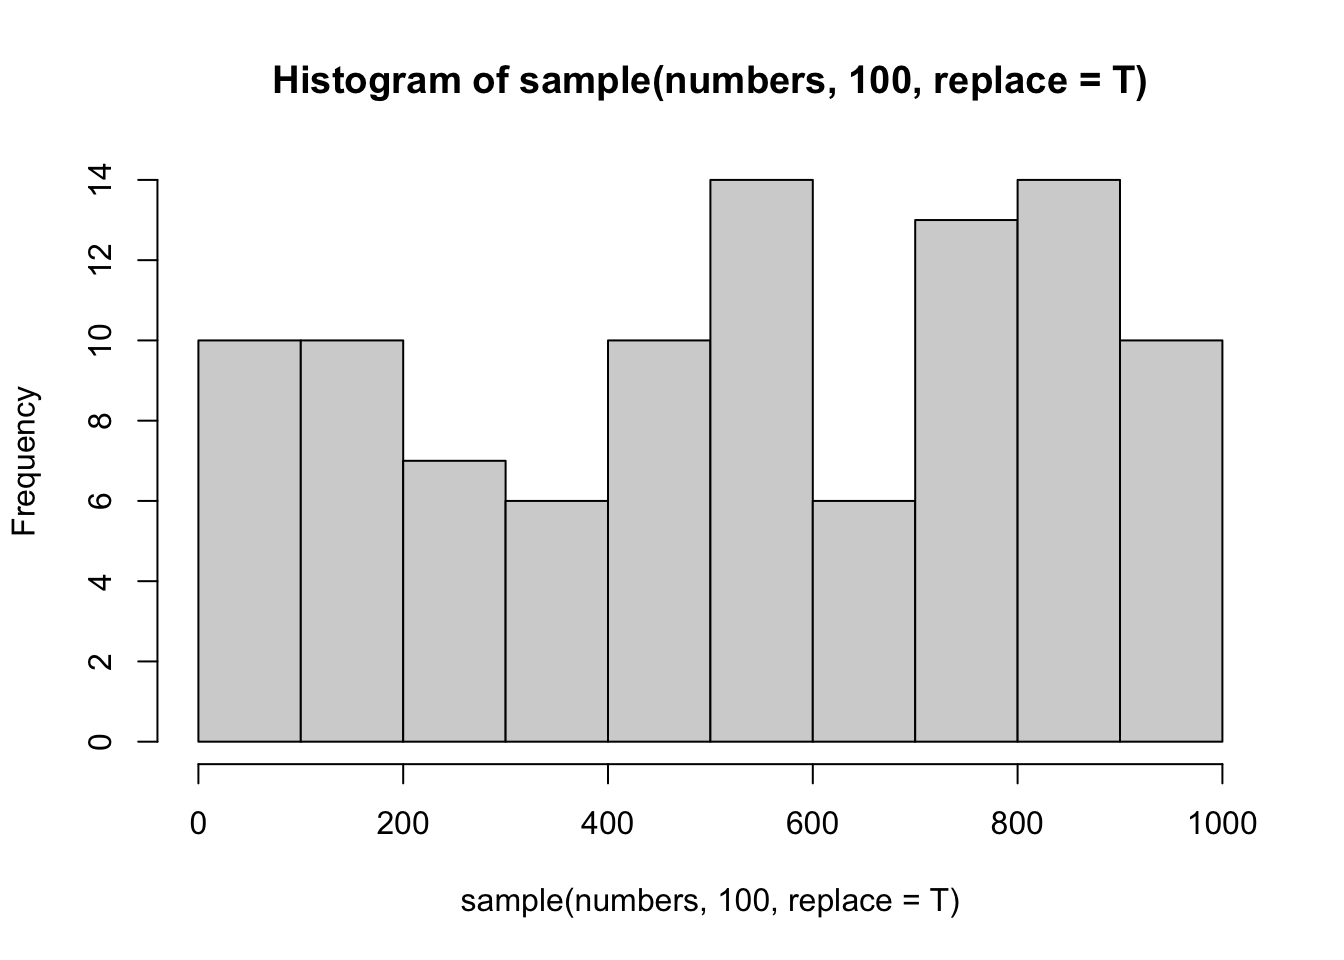 Histogram of sample(numbers, 100, replace = T)
14
12
10
8
6
4
2
0
Frequency
0 200 400 600 800 1000
sample(numbers, 100, replace = T)